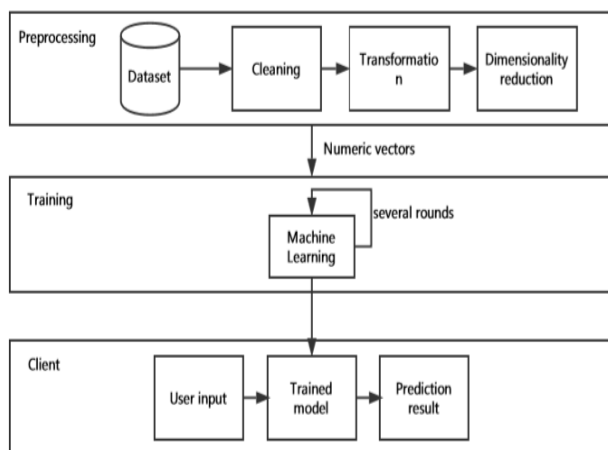 Preprocessing
Dataset
Cleaning
Transformatio
n
Dimensionality
reduction
Numeric vectors
Training
several rounds
Machine
Learning
Client
User input
Trained
model
Prediction
result